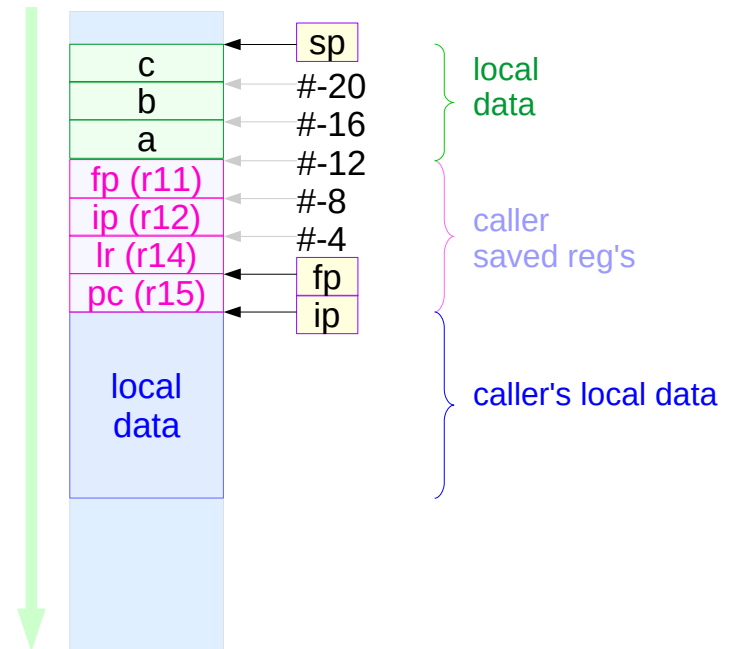 c
b
a
fp (r11)
ip (r12)
lr (r14)
pc (r15)
local
data
sp
#-20
#-16
#-12
#-8
#-4
fp
ip
local
data
caller
saved reg's
caller's local data